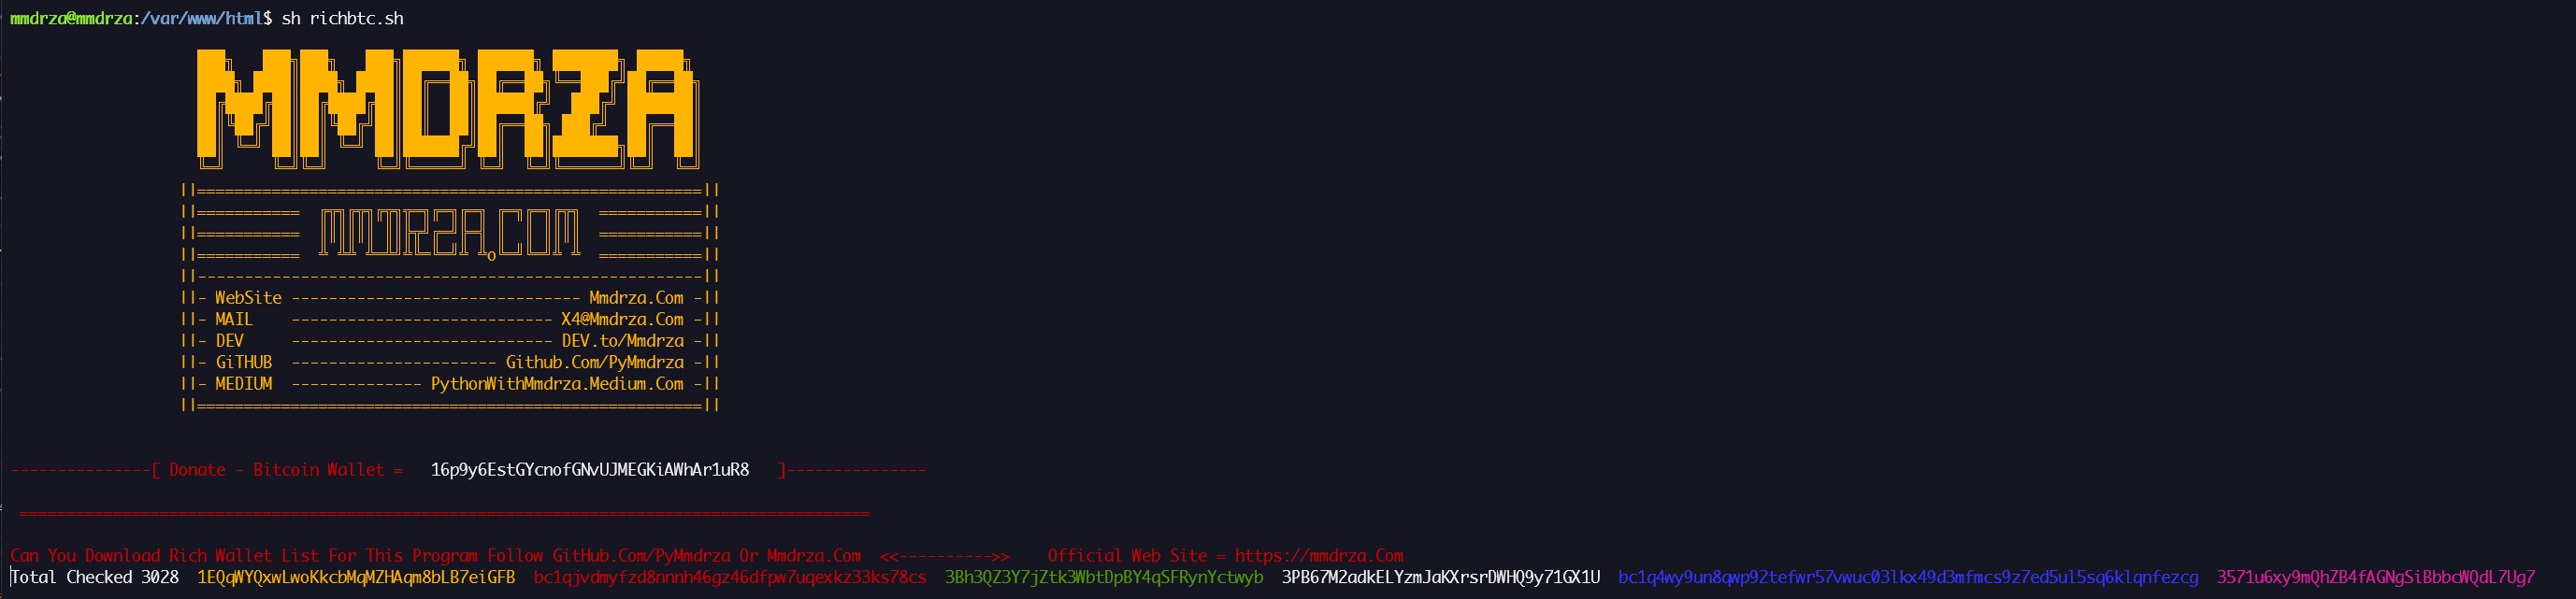 mmdrza@mmdrza:/var/www/html$ sh richbtc.sh
MMDRZA
||======================================================||
||=========== MMDRZA.COM ===========||
||------------------------------------------------------||
||- WebSite ------------------------------- Mmdrza.Com -||
||- MAIL ---------------------------- X4@Mmdrza.Com -||
||- DEV ---------------------------- DEV.to/Mmdrza -||
||- GiTHUB ---------------------- Github.Com/PyMmdrza -||
||- MEDIUM -------------- PythonWithMmdrza.Medium.Com -||
||======================================================||
---------------[ Donate - Bitcoin Wallet = 16p9y6EstGYcnofGNvUJMEGKiAWhAr1uR8 ]---------------
===========================================================================================
Can You Download Rich Wallet List For This Program Follow GitHub.Com/PyMmdrza Or Mmdrza.Com <<---------->> Official Web Site = https://mmdrza.Com
Total Checked 3028 1EQqWYQxwLwoKkcbMqMZHAqm8bLB7eiGFB bc1qjvdmyfzd8nnnh46gz46dfpw7uqexkz33ks78cs 3Bh3QZ3Y7jZtk3WbtDpBY4qSFRynYctwyb 3PB67M2adkELYzmJaKXrsrDWHQ9y71GX1U bc1q4wy9un8qwp92tefwr57vwuc03lkx49d3mfmcs9z7ed5ul5sq6klqnfezcg 3571u6xy9mQhZB4fAGNgSiBbbcWQdL7Ug7